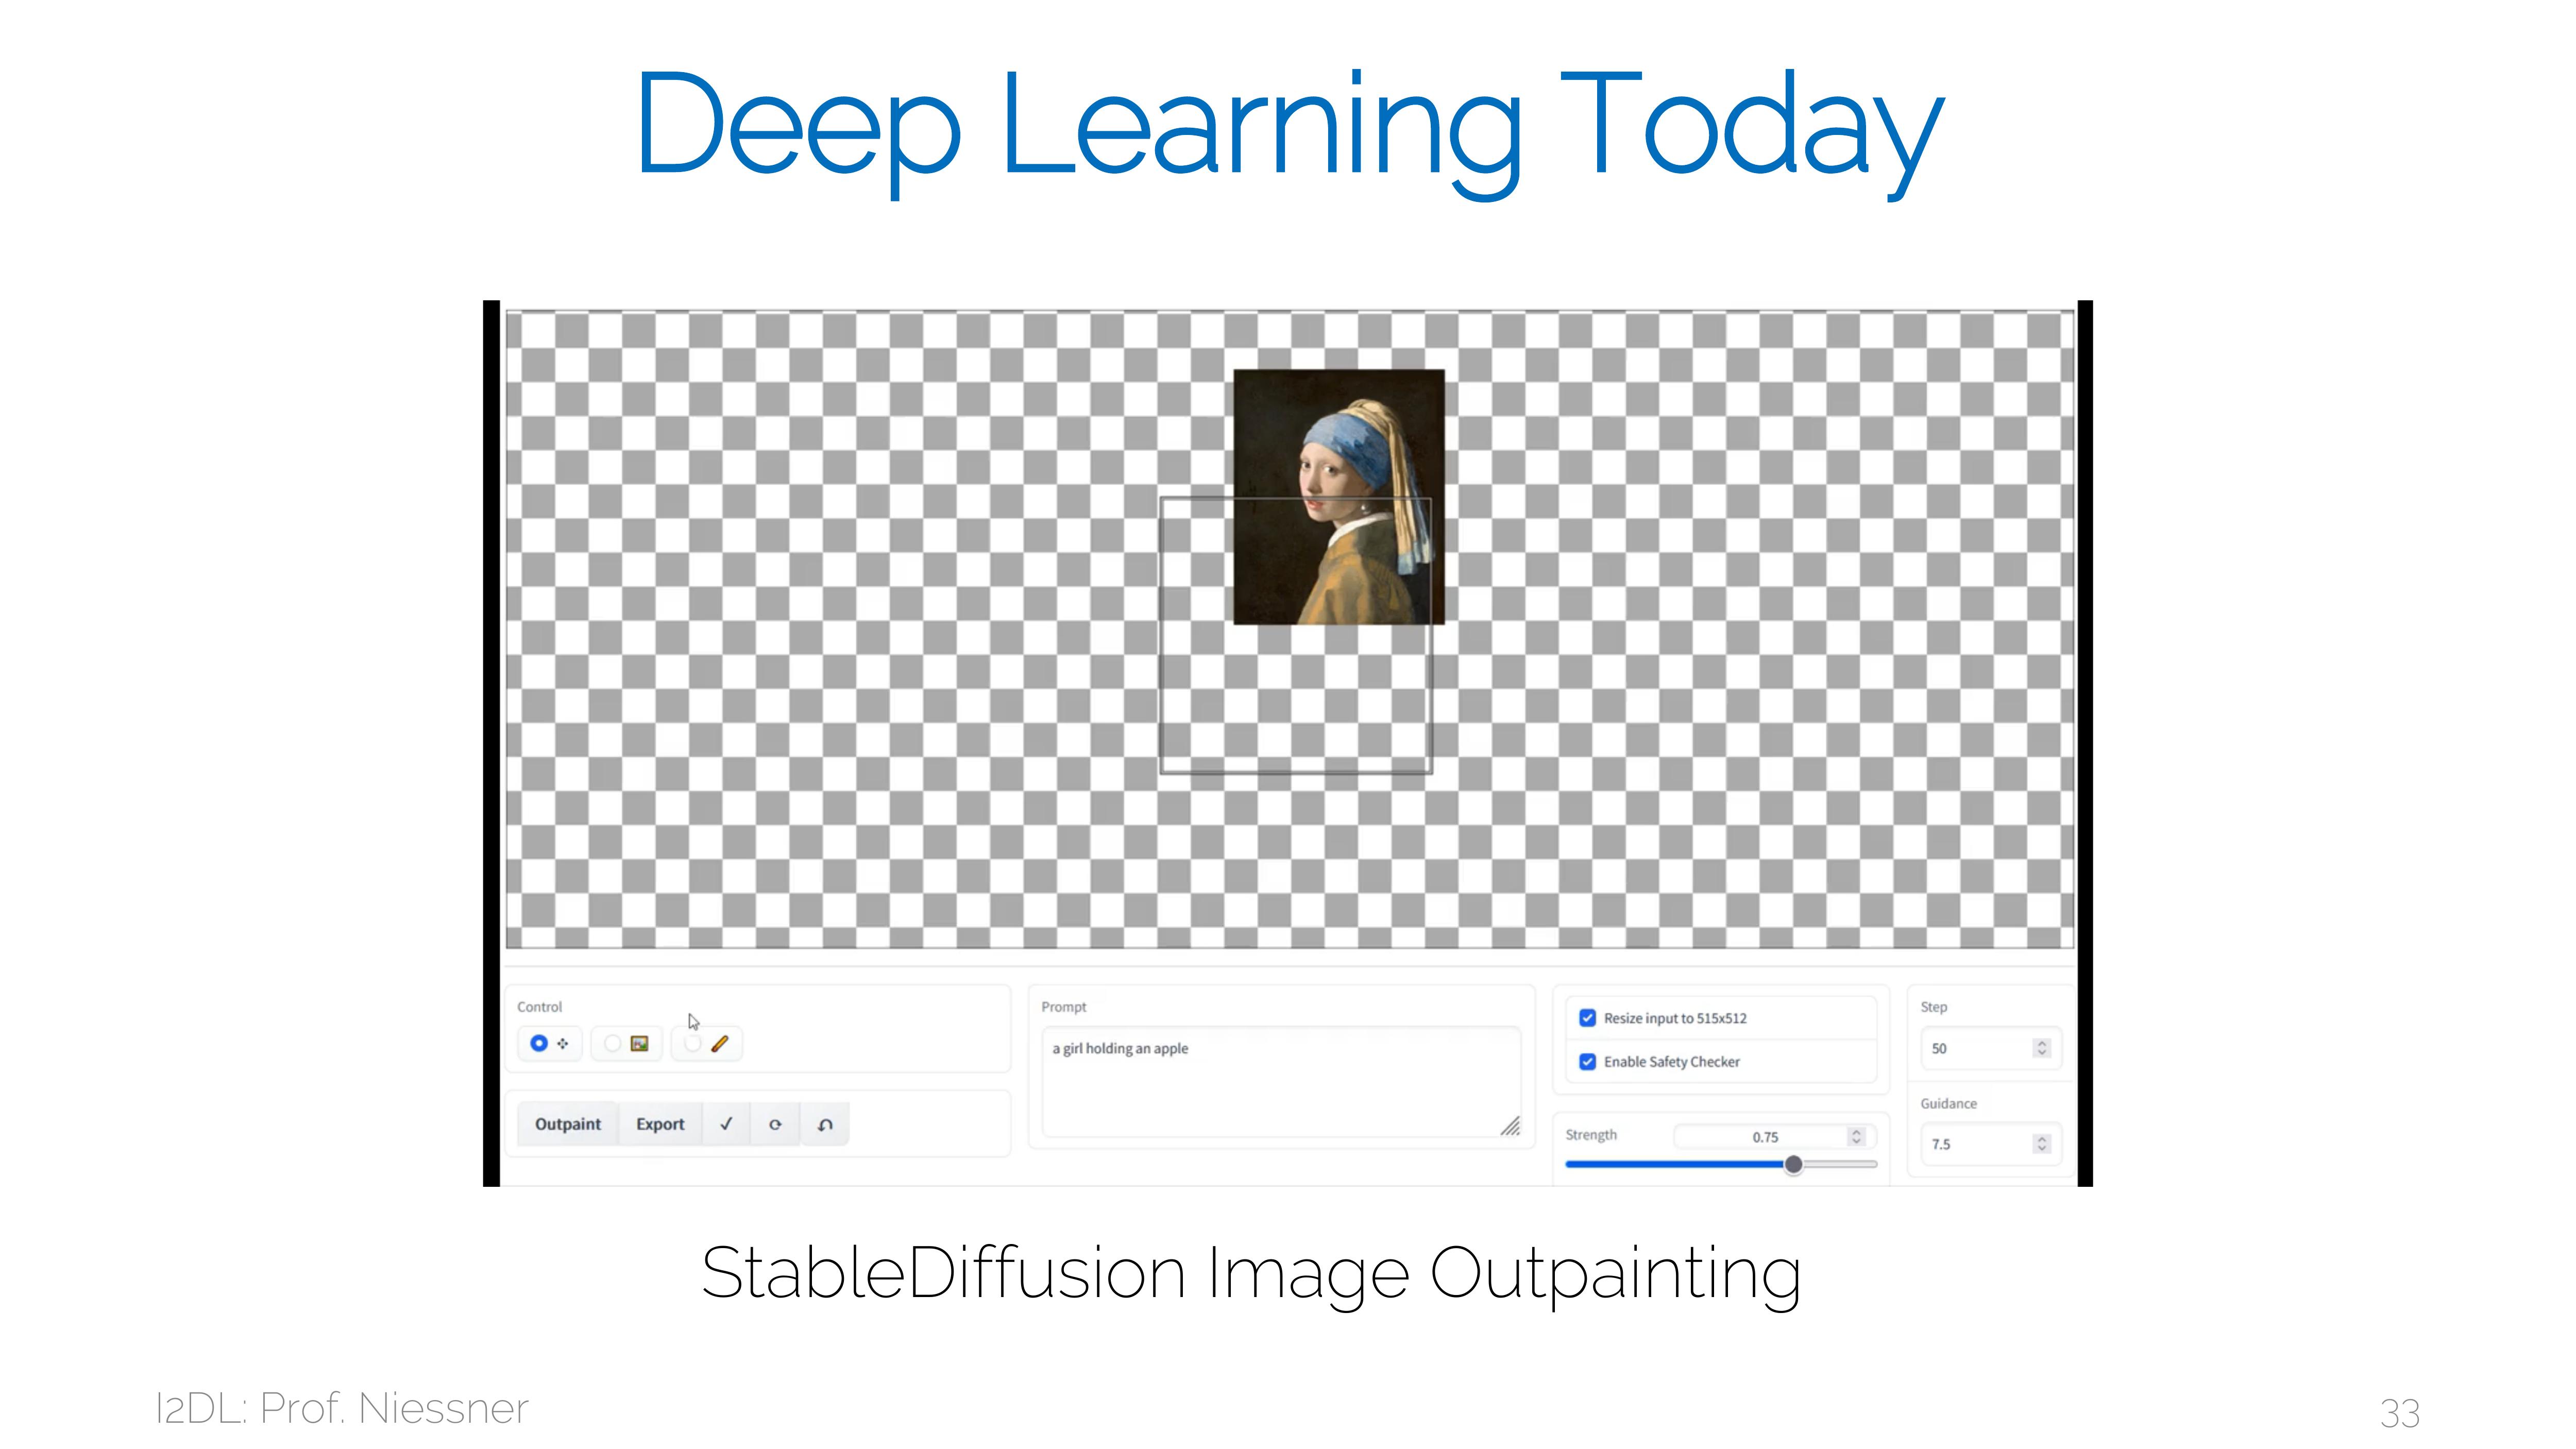 Deep Learning Today
Control
Prompt
a girl holding an apple
Resize input to 515x512
Enable Safety Checker
Step
50
Outpaint Export
Strength 0.75
Guidance
7.5
StableDiffusion Image Outpainting
I2DL: Prof. Niessner
33